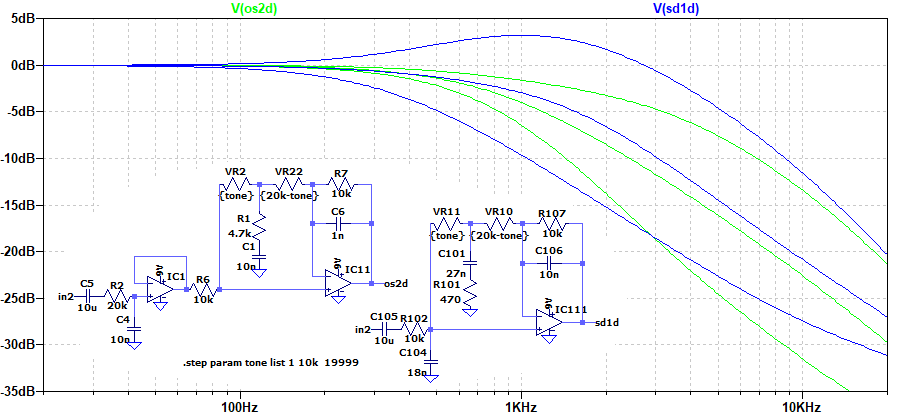 V(os2d) V(sd1d)
5dB
0dB
-5dB
-10dB
-15dB
-20dB
-25dB
-30dB
-35dB
100Hz 1KHz 10KHz
VR2 VR22 R7
{tone} {20k-tone} 10k
R1
4.7k
C6
1n
C1
10n
C5
in2
10u
R2
20k
C4
10n
A6
IC1
R6
10k
A6
IC11
os2d
VR11 VR10 R107
{tone} {20k-tone} 10k
C101
27n
R101
470
C106
10n
in2
C105
10u
R102
10k
C104
18n
A6
IC111
sd1d
.step param tone list 1 10k 19999